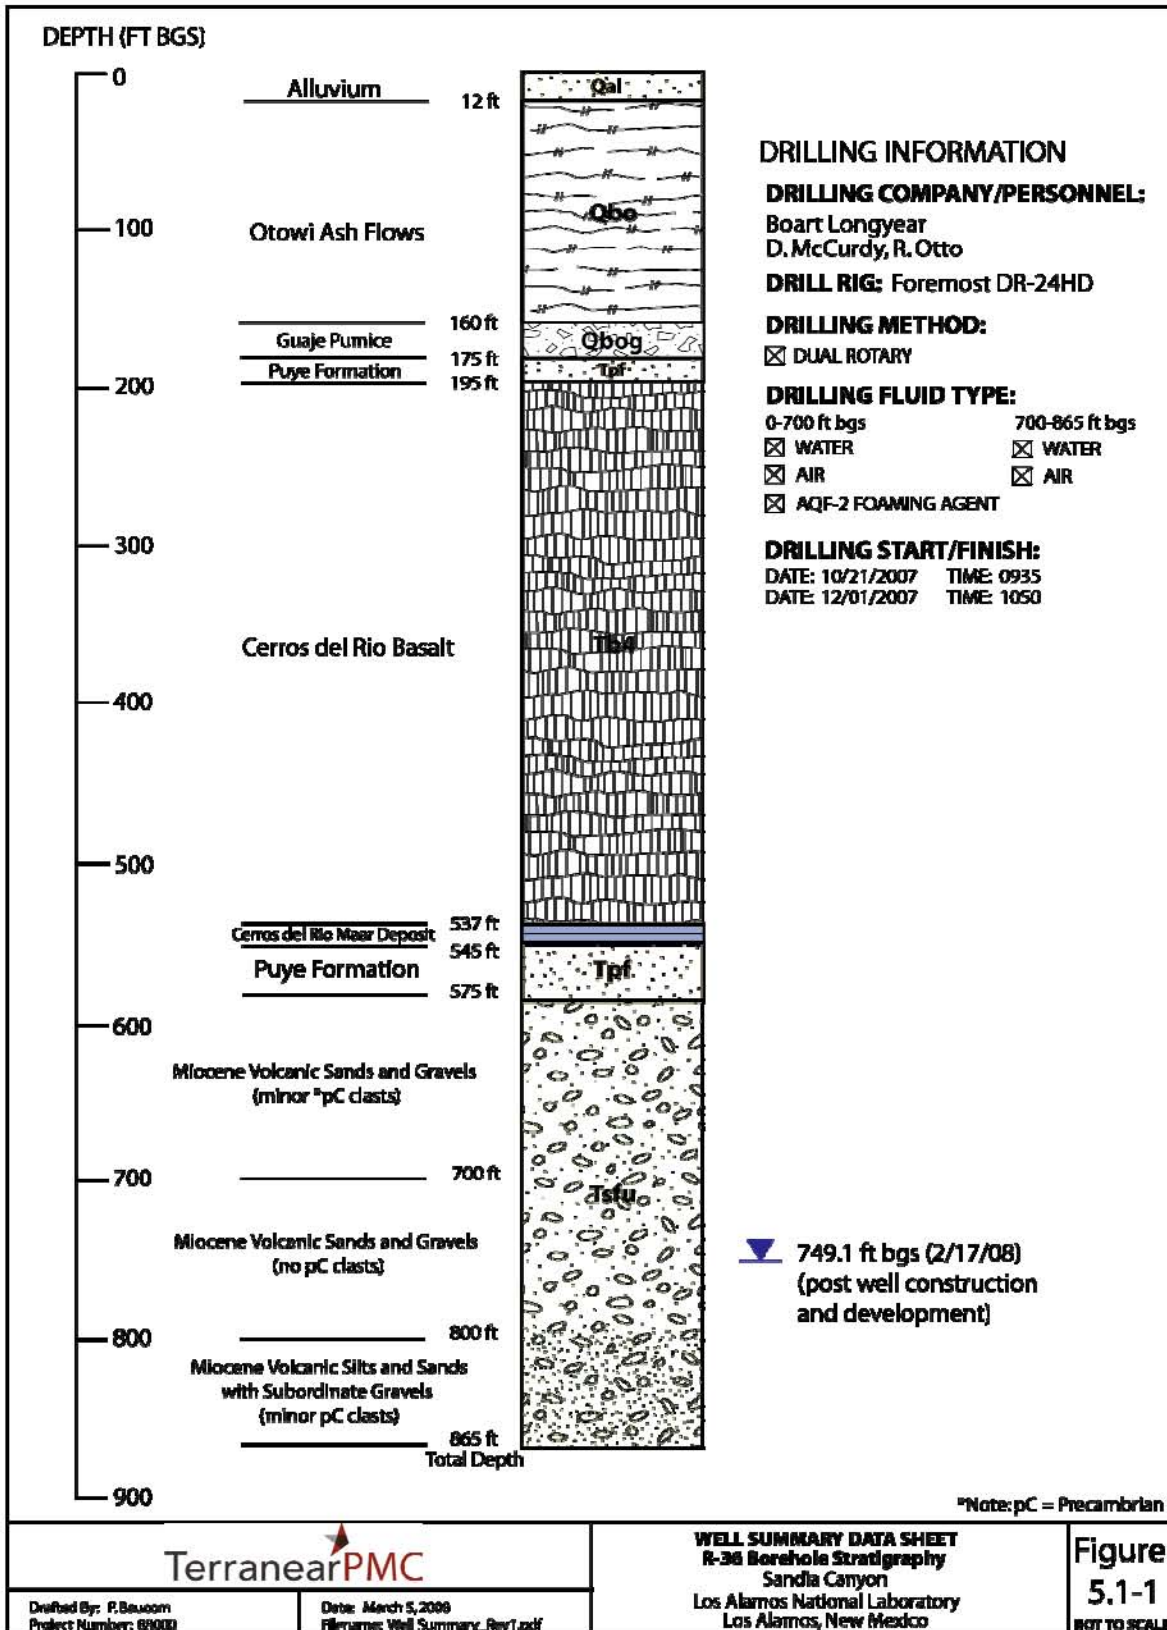 DEPTH (FT BGS)
0
100
200
300
400
500
600
700
800
900
Alluvium
12 ft
Otowi Ash Flows
160 ft
Guaje Pumice
175 ft
Puye Formation
195 ft
Cerros del Rio Basalt
537 ft
Cerros del Rio Maar Deposit
545 ft
Puye Formation
575 ft
Miocene Volcanic Sands and Gravels
(minor *pC clasts)
700 ft
Miocene Volcanic Sands and Gravels
(no pC clasts)
800 ft
Miocene Volcanic Silts and Sands
with Subordinate Gravels
(minor pC clasts)
865 ft
Total Depth
Qal
Qbo
Qbog
Tpf
Tb4
Tpf
Tsfu
DRILLING INFORMATION
DRILLING COMPANY/PERSONNEL:
Boart Longyear
D. McCurdy, R. Otto
DRILL RIG: Foremost DR-24HD
DRILLING METHOD:
DUAL ROTARY
DRILLING FLUID TYPE:
0-700 ft bgs 700-865 ft bgs
WATER WATER
AIR AIR
AQF-2 FOAMING AGENT
DRILLING START/FINISH:
DATE: 10/21/2007 TIME: 0935
DATE: 12/01/2007 TIME: 1050
749.1 ft bgs (2/17/08)
(post well construction
and development)
*Note: pC = Precambrian
TerranearPMC
Drafted By: P. Baucom
Project Number:
Date: March 5, 2008
Filename: Well Summary_Rev1.pdf
WELL SUMMARY DATA SHEET
R-36 Borehole Stratigraphy
Sandia Canyon
Los Alamos National Laboratory
Los Alamos, New Mexico
Figure
5.1-1
NOT TO SCALE